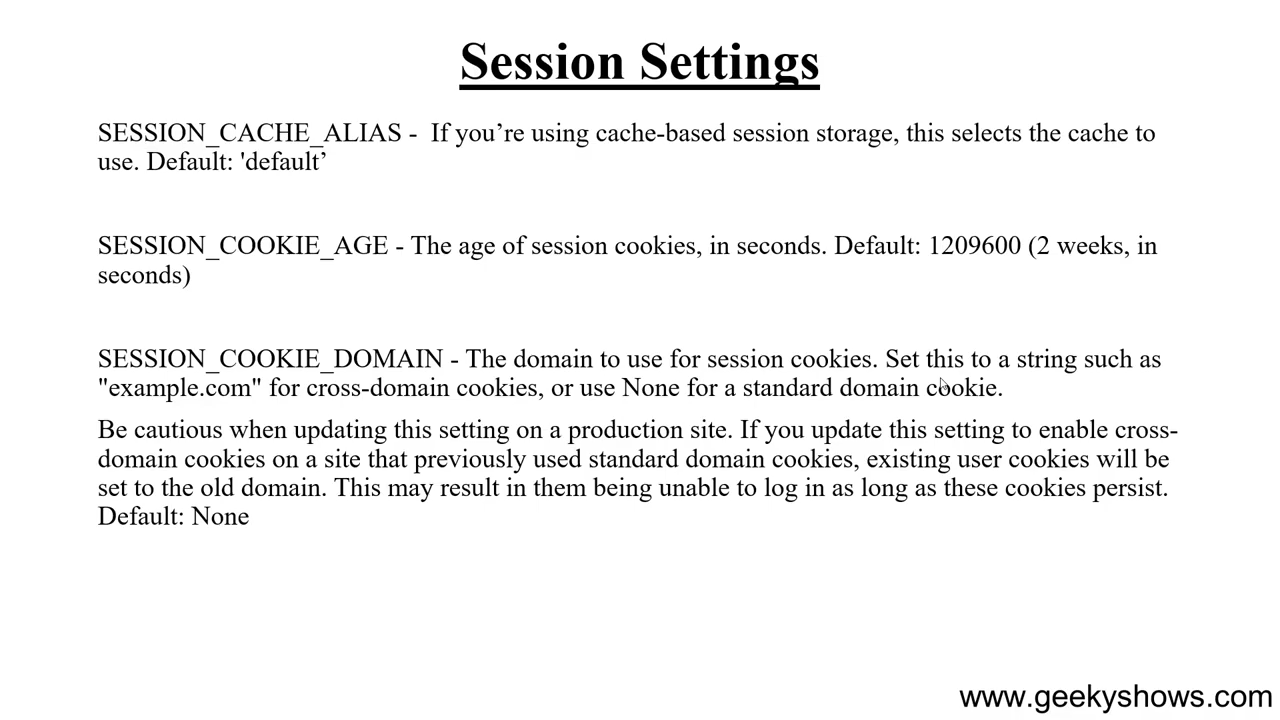 Session Settings
SESSION_CACHE_ALIAS -  If you’re using cache-based session storage, this selects the cache to
use. Default: 'default’
SESSION_COOKIE_AGE - The age of session cookies, in seconds. Default: 1209600 (2 weeks, in
seconds)
SESSION_COOKIE_DOMAIN - The domain to use for session cookies. Set this to a string such as
"example.com" for cross-domain cookies, or use None for a standard domain cookie.
Be cautious when updating this setting on a production site. If you update this setting to enable cross-
domain cookies on a site that previously used standard domain cookies, existing user cookies will be
set to the old domain. This may result in them being unable to log in as long as these cookies persist.
Default: None
www.geekyshows.com